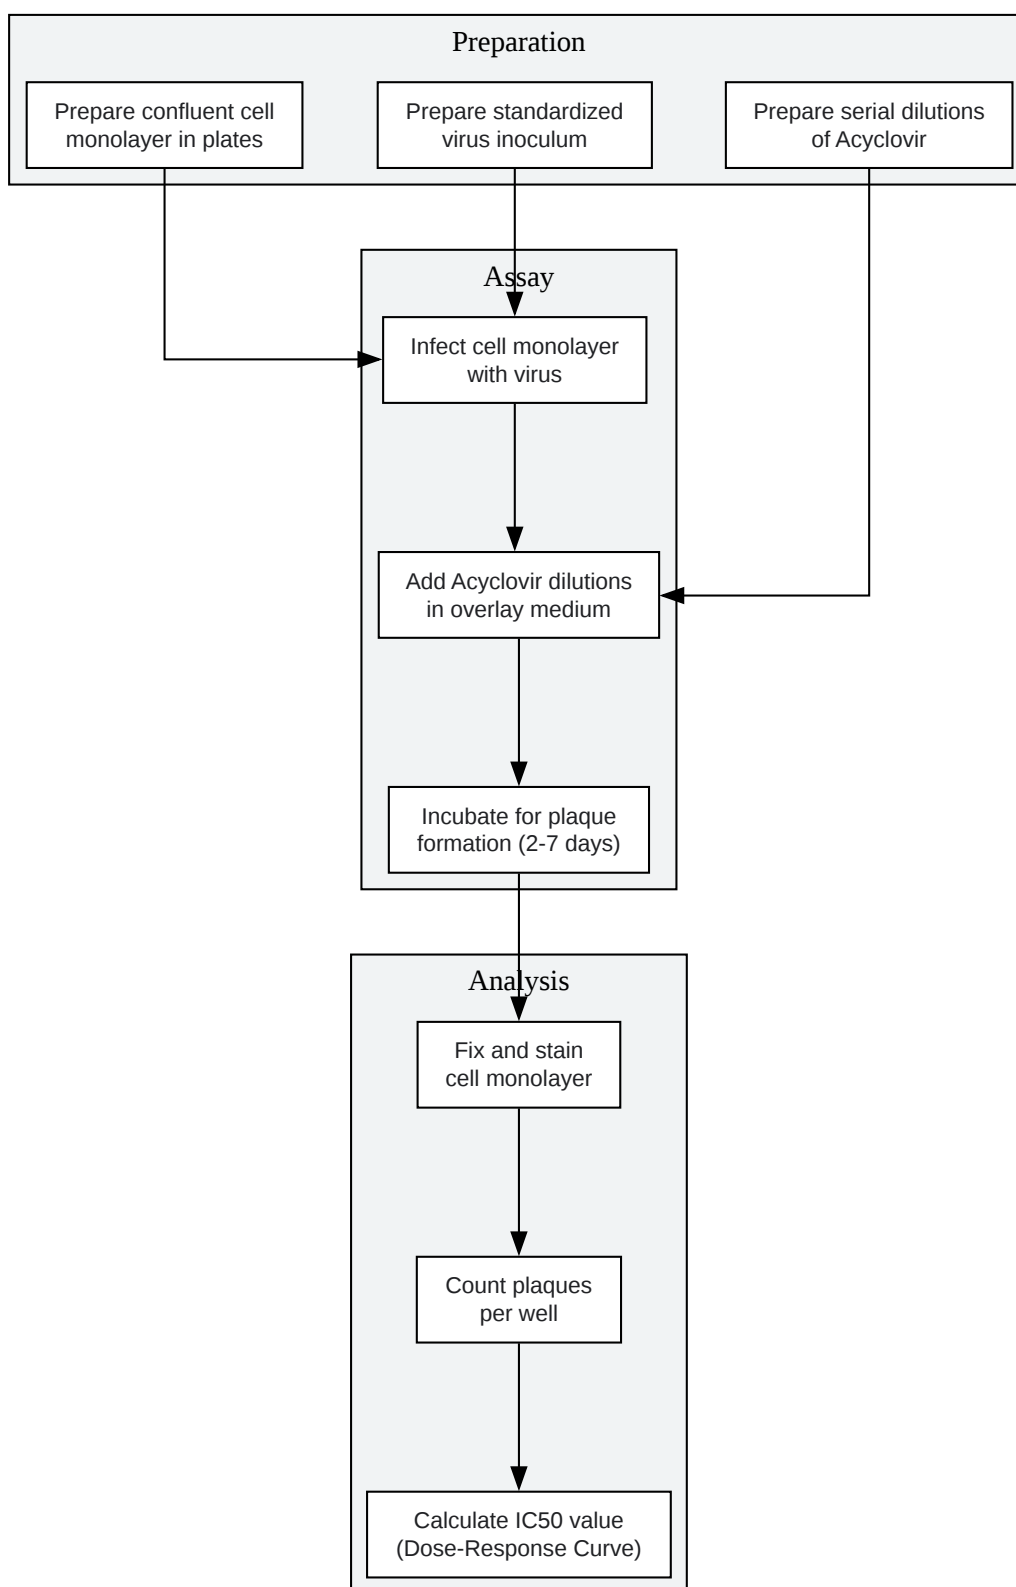 Preparation
Prepare confluent cell
monolayer in plates
Prepare standardized
virus inoculum
Prepare serial dilutions
of Acyclovir
Assay
Infect cell monolayer
with virus
Add Acyclovir dilutions
in overlay medium
Incubate for plaque
formation (2-7 days)
Analysis
Fix and stain
cell monolayer
Count plaques
per well
Calculate IC50 value
(Dose-Response Curve)